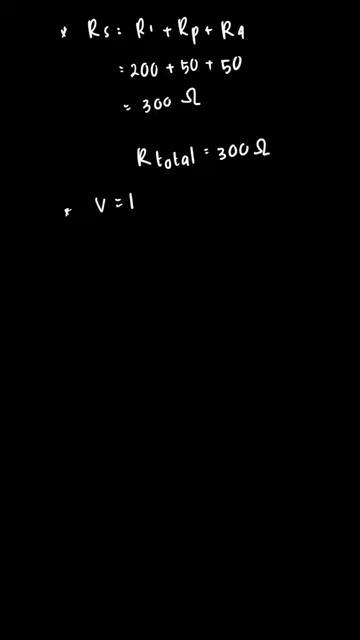 * Rs = R1 + Rp + R4
= 200 + 50 + 50
= 300 Ω
R total = 300 Ω
* V = I